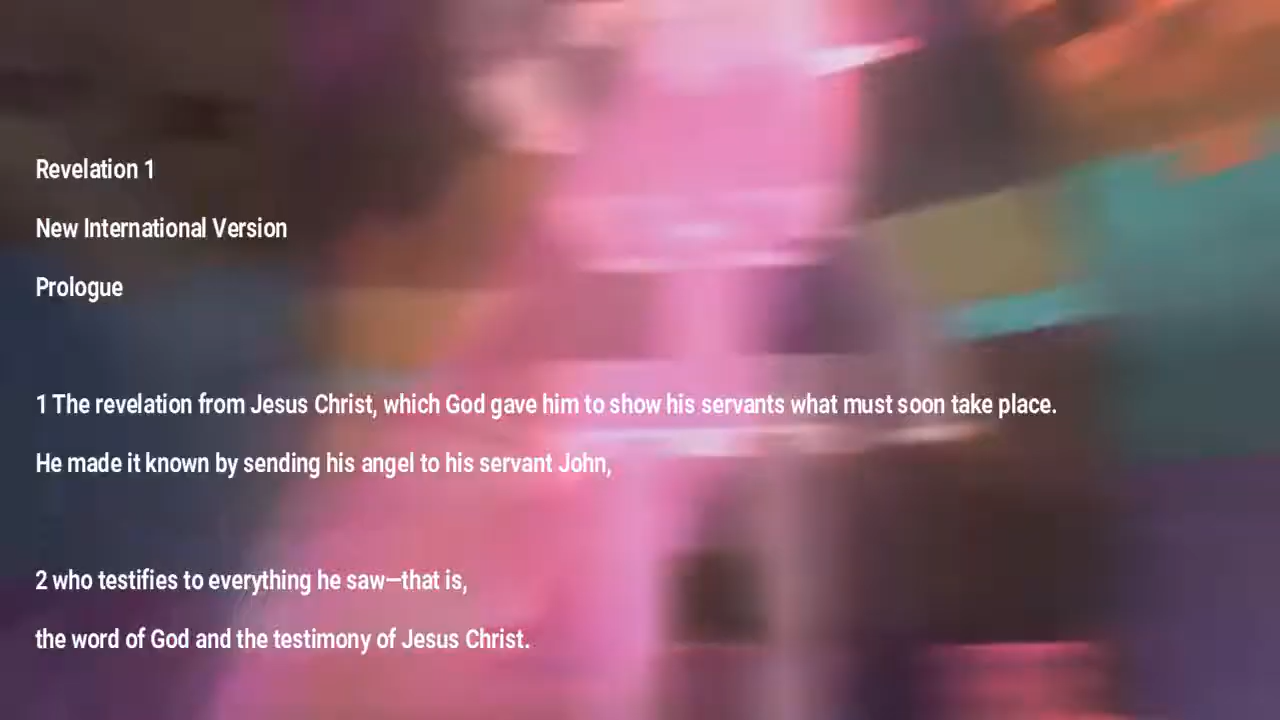 Revelation 1
New International Version
Prologue
1 The revelation from Jesus Christ, which God gave him to show his servants what must soon take place.
He made it known by sending his angel to his servant John,
2 who testifies to everything he saw—that is,
the word of God and the testimony of Jesus Christ.